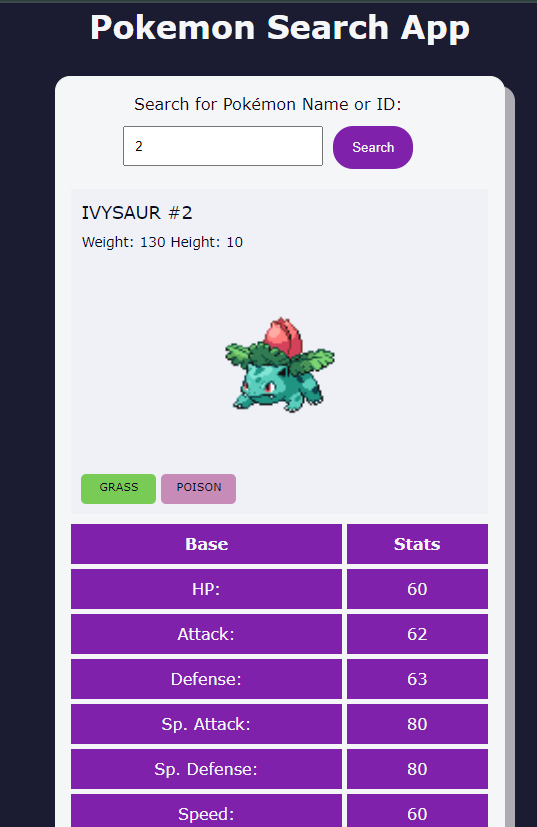 Pokemon Search App
Search for Pokémon Name or ID:
2 Search
IVYSAUR #2
Weight: 130 Height: 10
GRASS POISON
Base Stats
HP: 60
Attack: 62
Defense: 63
Sp. Attack: 80
Sp. Defense: 80
Speed: 60